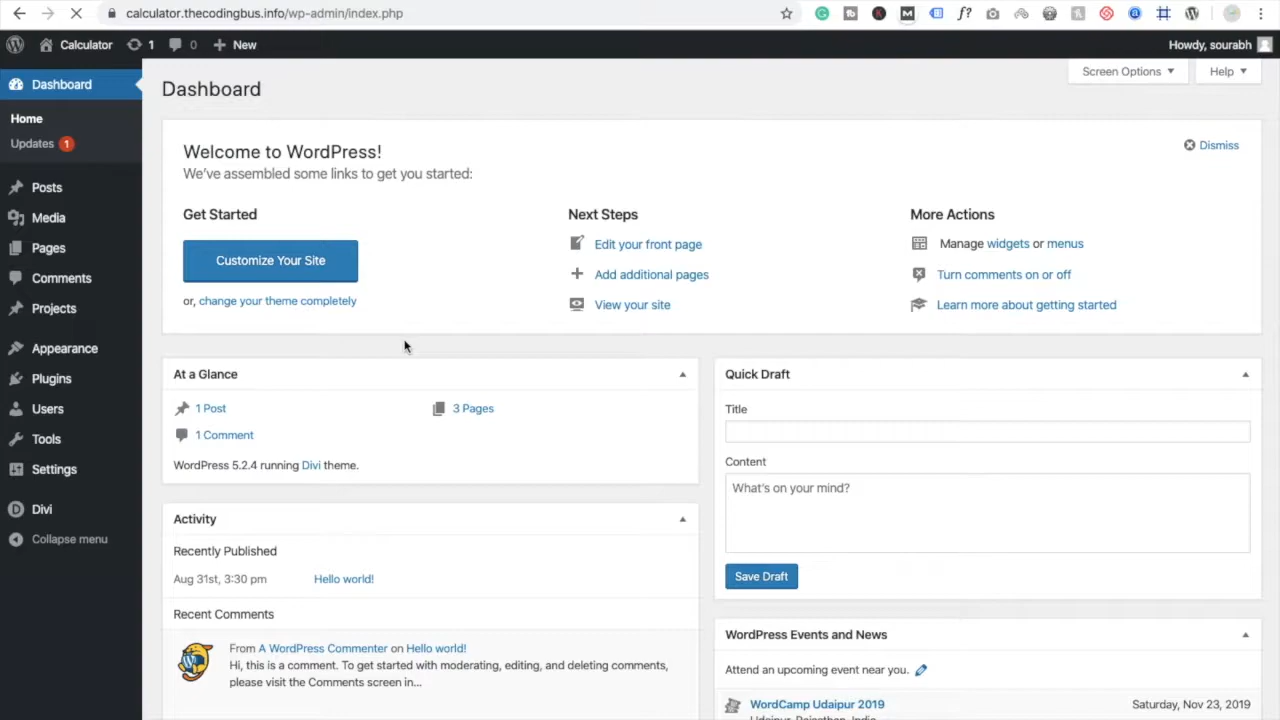 calculator.thecodingbus.info/wp-admin/index.php
Calculator 1 0 New Howdy, sourabh
Dashboard
Home
Updates 1
Posts
Media
Pages
Comments
Projects
Appearance
Plugins
Users
Tools
Settings
Divi
Collapse menu
Screen Options Help
Dashboard
Welcome to WordPress! Dismiss
We've assembled some links to get you started:
Get Started
Customize Your Site
or, change your theme completely
Next Steps
Edit your front page
Add additional pages
View your site
More Actions
Manage widgets or menus
Turn comments on or off
Learn more about getting started
At a Glance
1 Post 3 Pages
1 Comment
WordPress 5.2.4 running Divi theme.
Activity
Recently Published
Aug 31st, 3:30 pm Hello world!
Recent Comments
From A WordPress Commenter on Hello world!
Hi, this is a comment. To get started with moderating, editing, and deleting comments,
please visit the Comments screen in…
Quick Draft
Title
Content
What's on your mind?
Save Draft
WordPress Events and News
Attend an upcoming event near you.
WordCamp Udaipur 2019 Saturday, Nov 23, 2019
Udaipur, Rajasthan, India